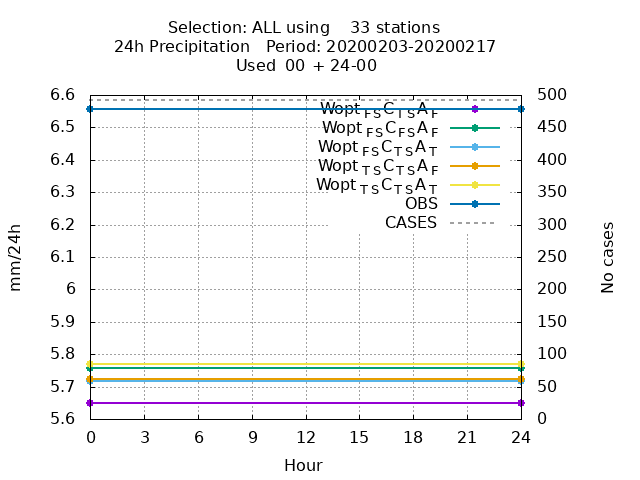 Selection: ALL using 33 stations
24h Precipitation Period: 20200203-20200217
Used 00 + 24-00
6.6
6.5
6.4
6.3
6.2
6.1
6
5.9
5.8
5.7
5.6
mm/24h
Wopt FS C TS A F
Wopt FS C FS A F
Wopt FS C TS A T
Wopt TS C TS A F
Wopt TS C TS A T
OBS
CASES
500
450
400
350
300
250
200
150
100
50
0
No cases
0 3 6 9 12 15 18 21 24
Hour